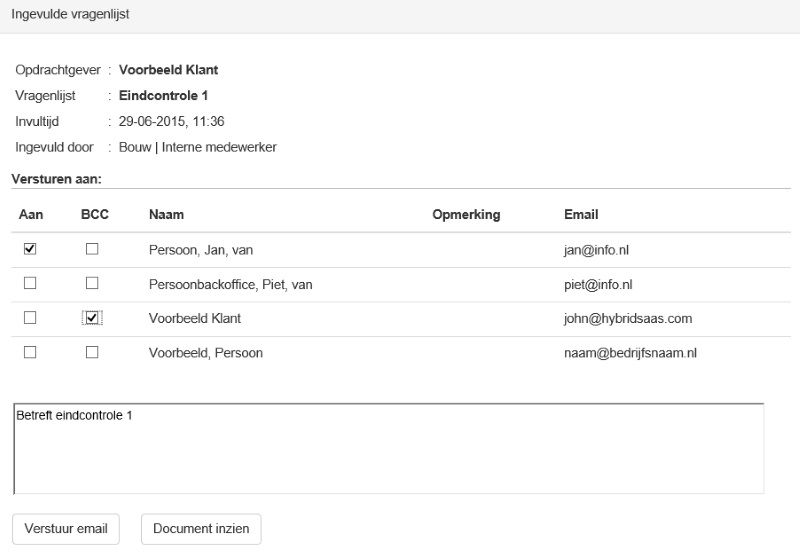 Ingevulde vragenlijst
Opdrachtgever : Voorbeeld Klant
Vragenlijst : Eindcontrole 1
Invultijd : 29-06-2015, 11:36
Ingevuld door : Bouw | Interne medewerker
Versturen aan:
Aan BCC Naam Opmerking Email
Persoon, Jan, van jan@info.nl
Persoonbackoffice, Piet, van piet@info.nl
Voorbeeld Klant john@hybridsaas.com
Voorbeeld, Persoon naam@bedrijfsnaam.nl
Betreft eindcontrole 1
Verstuur email Document inzien